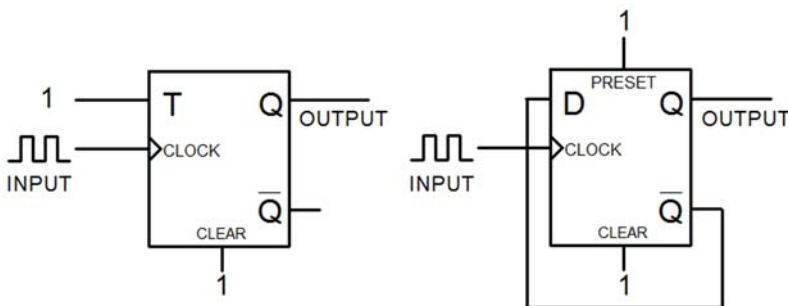 1
T
Q
OUTPUT
CLOCK
INPUT
Q̅
CLEAR
1
1
PRESET
D
Q
OUTPUT
CLOCK
INPUT
Q̅
CLEAR
1